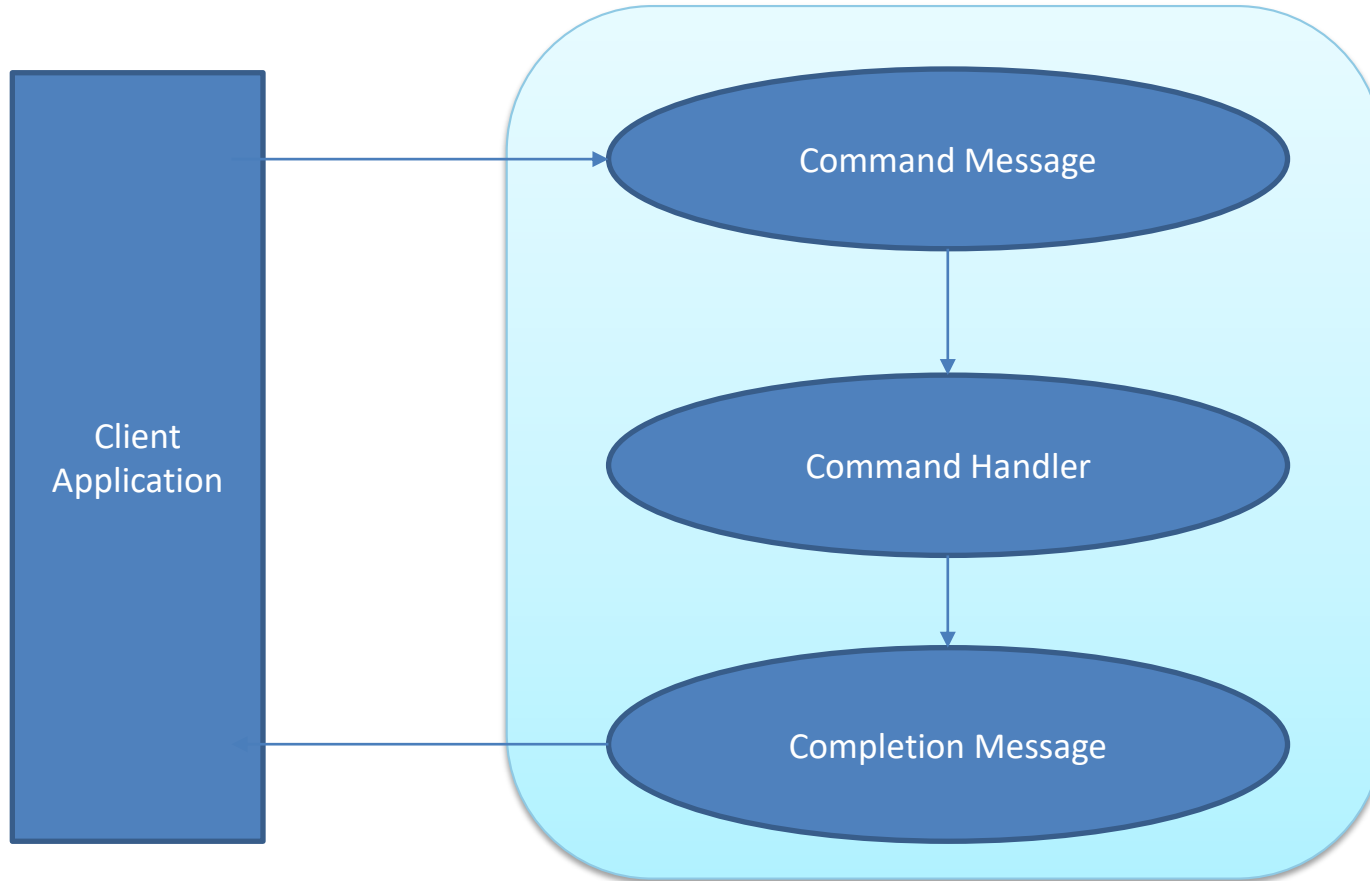 Command Message
Client
Application
Command Handler
Completion Message